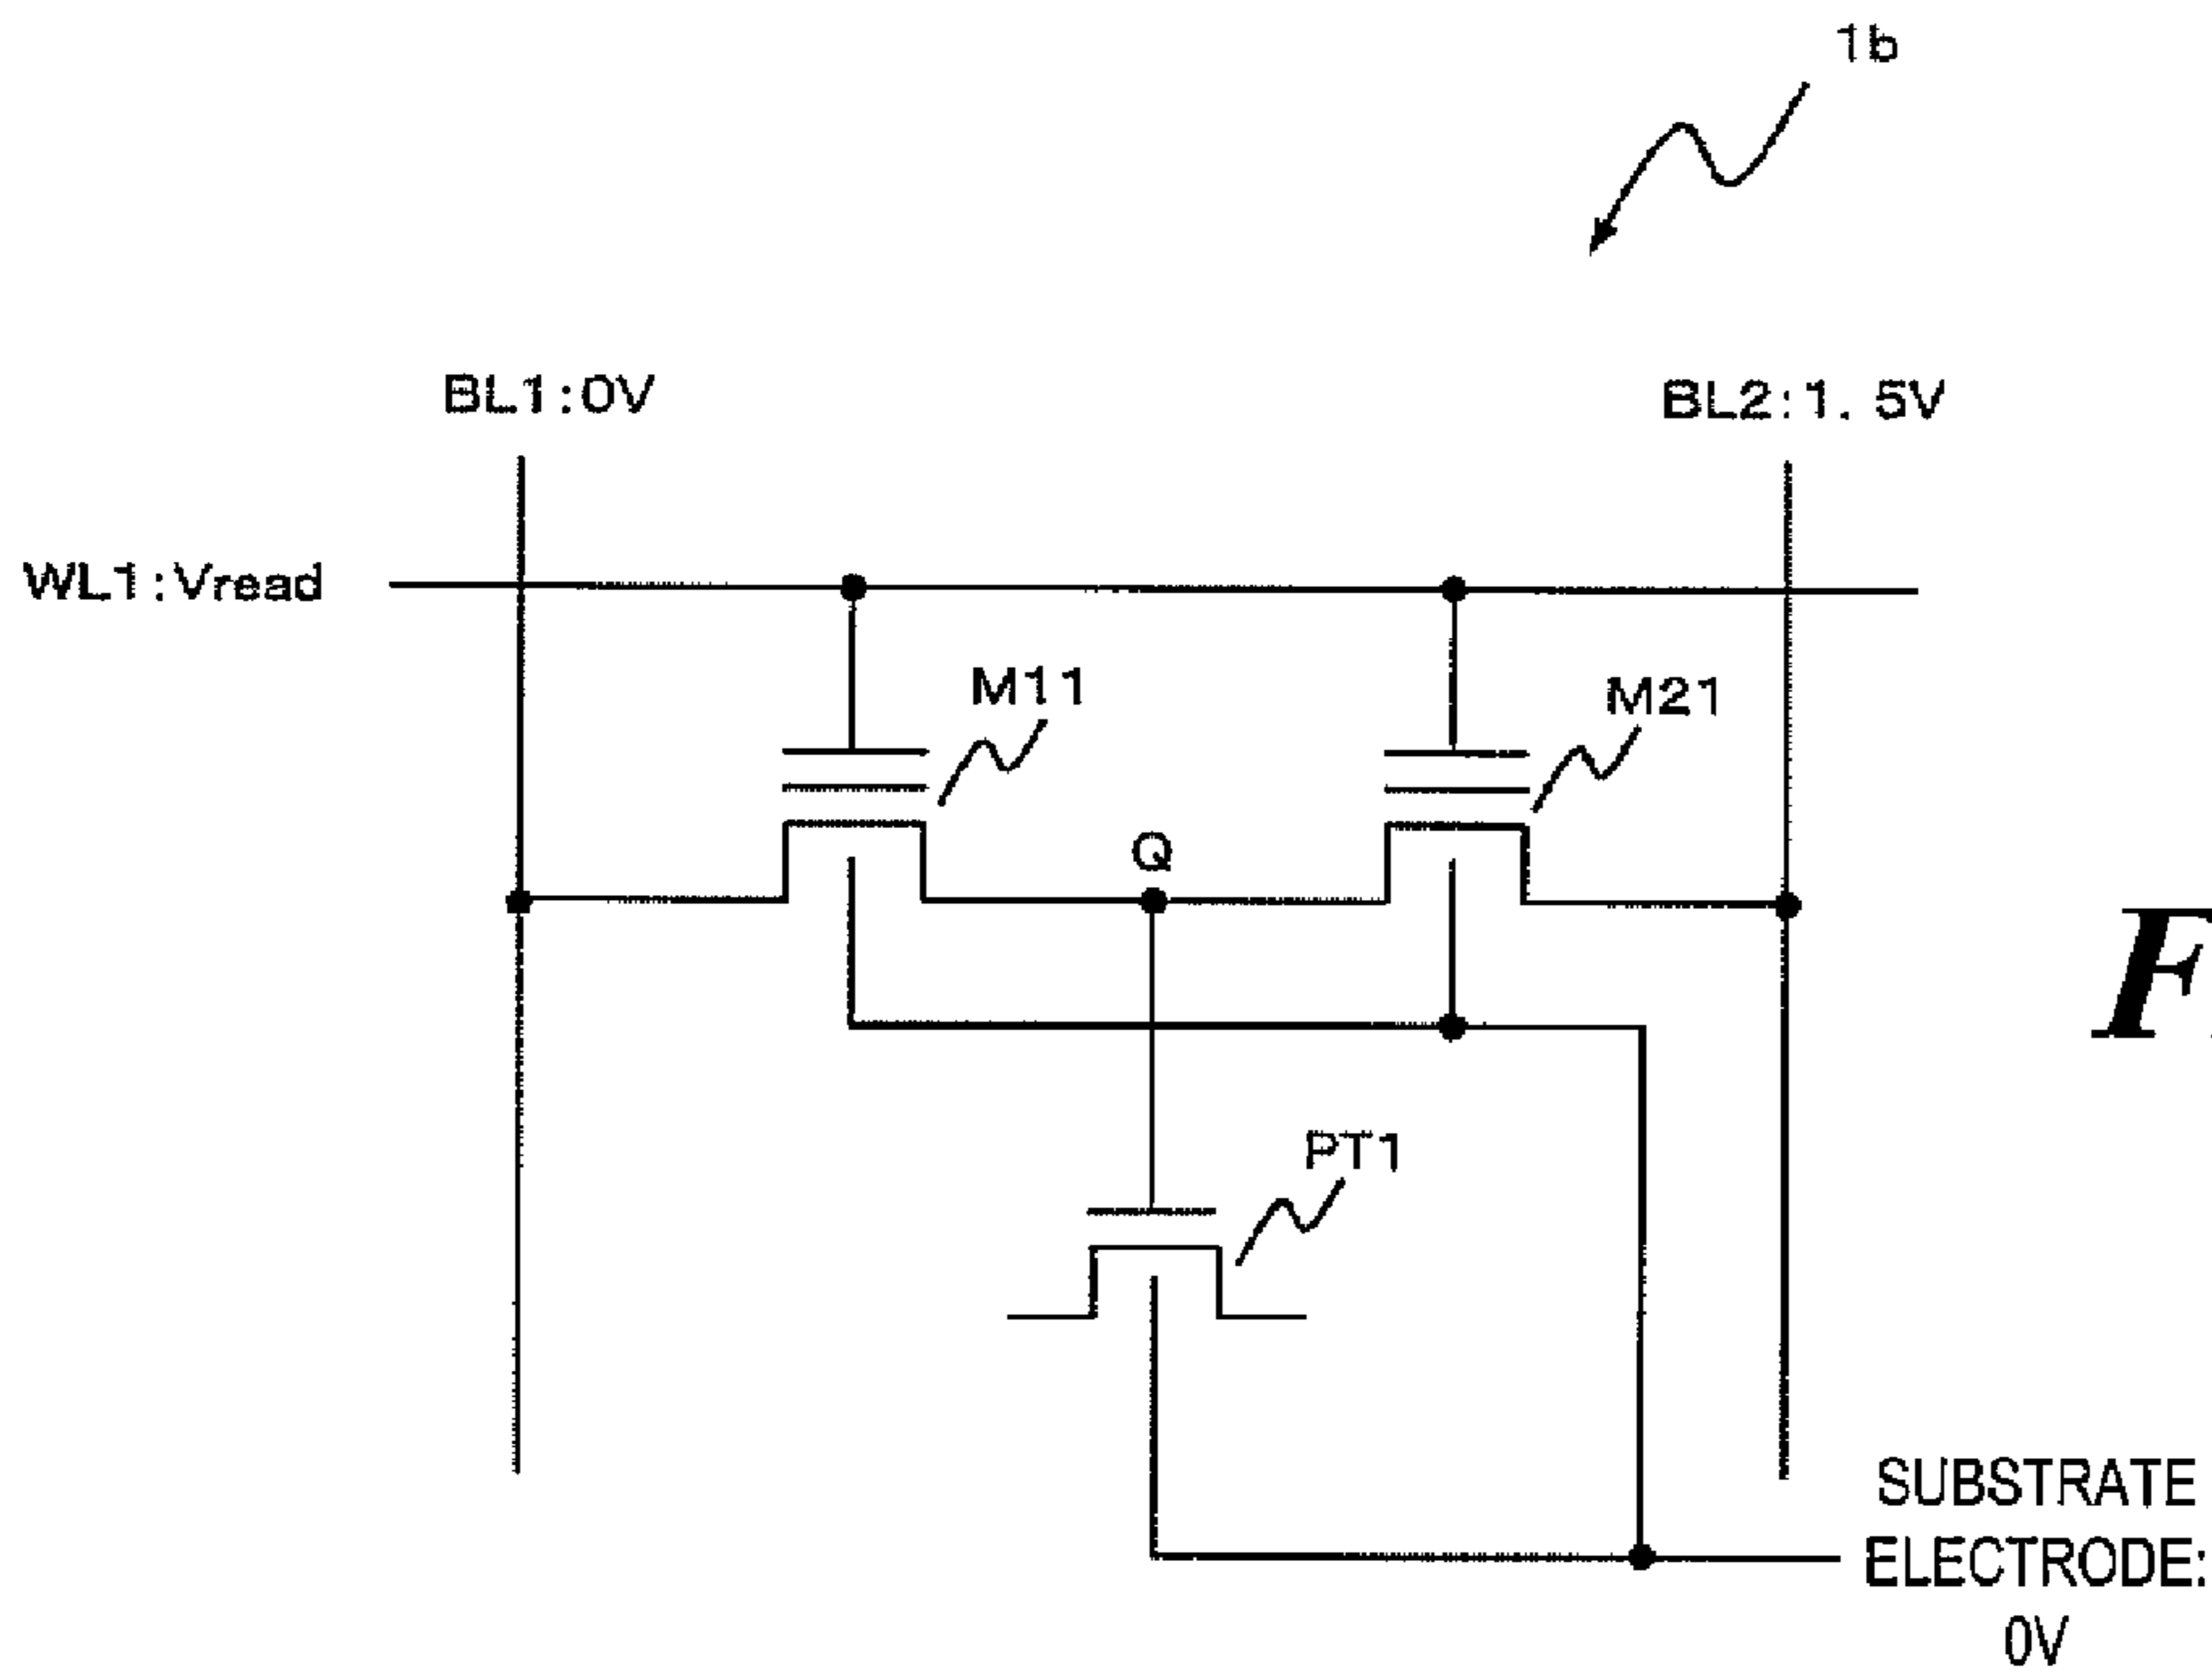 1b
BL1:0V
BL2:1. 5V
WL1:Vread
M11
M21
Q
PT1
SUBSTRATE
ELECTRODE:
0V